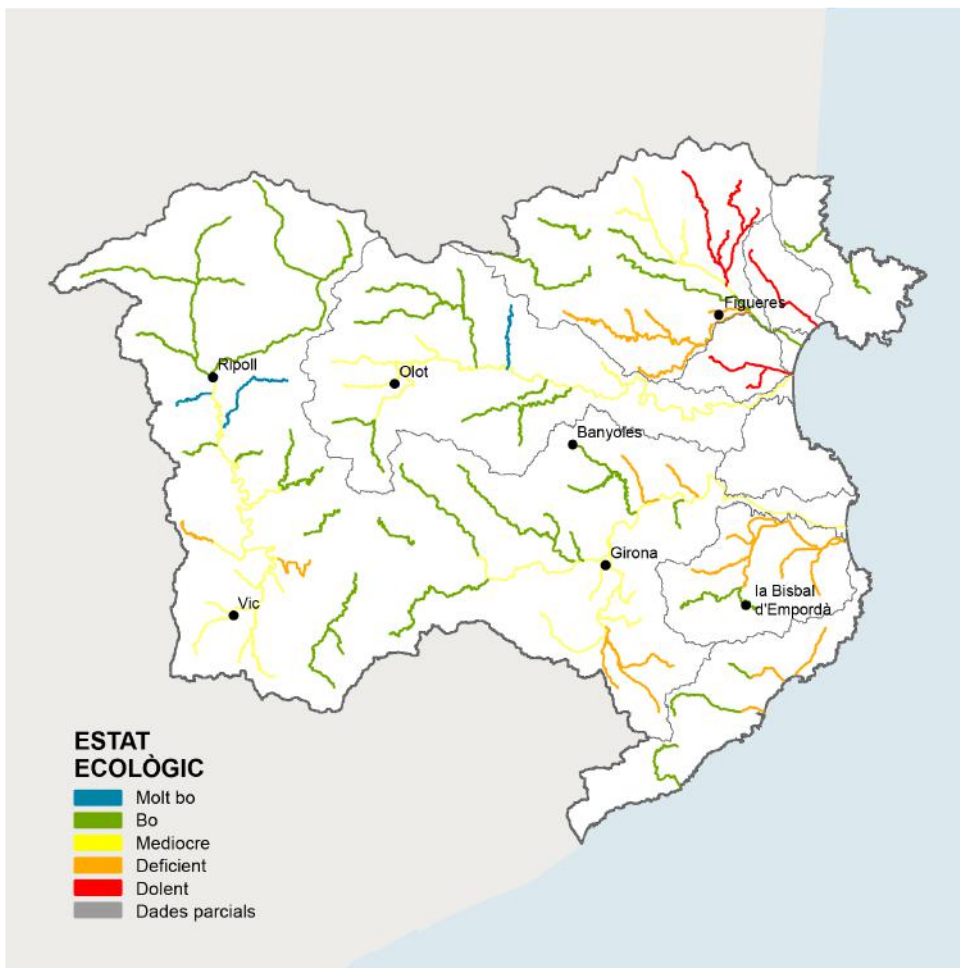 Figueres
Ripoll
Olot
Banyoles
Girona
Vic
la Bisbal
d'Empordà
ESTAT
ECOLÒGIC
Molt bo
Bo
Mediocre
Deficient
Dolent
Dades parcials